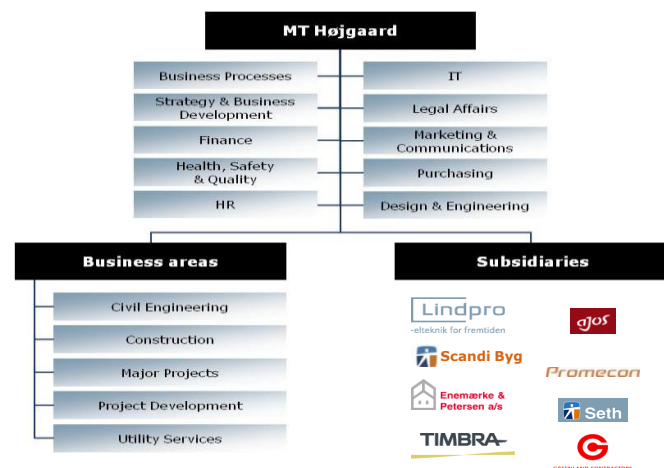 MT Højgaard
Business Processes
IT
Strategy & Business
Development
Legal Affairs
Finance
Marketing &
Communications
Health, Safety
& Quality
Purchasing
HR
Design & Engineering
Business areas
Civil Engineering
Construction
Major Projects
Project Development
Utility Services
Subsidiaries
Lindpro
-elteknik for fremtiden
ajos
Scandi Byg
Promecon
Enemærke &
Petersen a/s
Seth
TIMBRA
GREENLAND CONTRACTORS